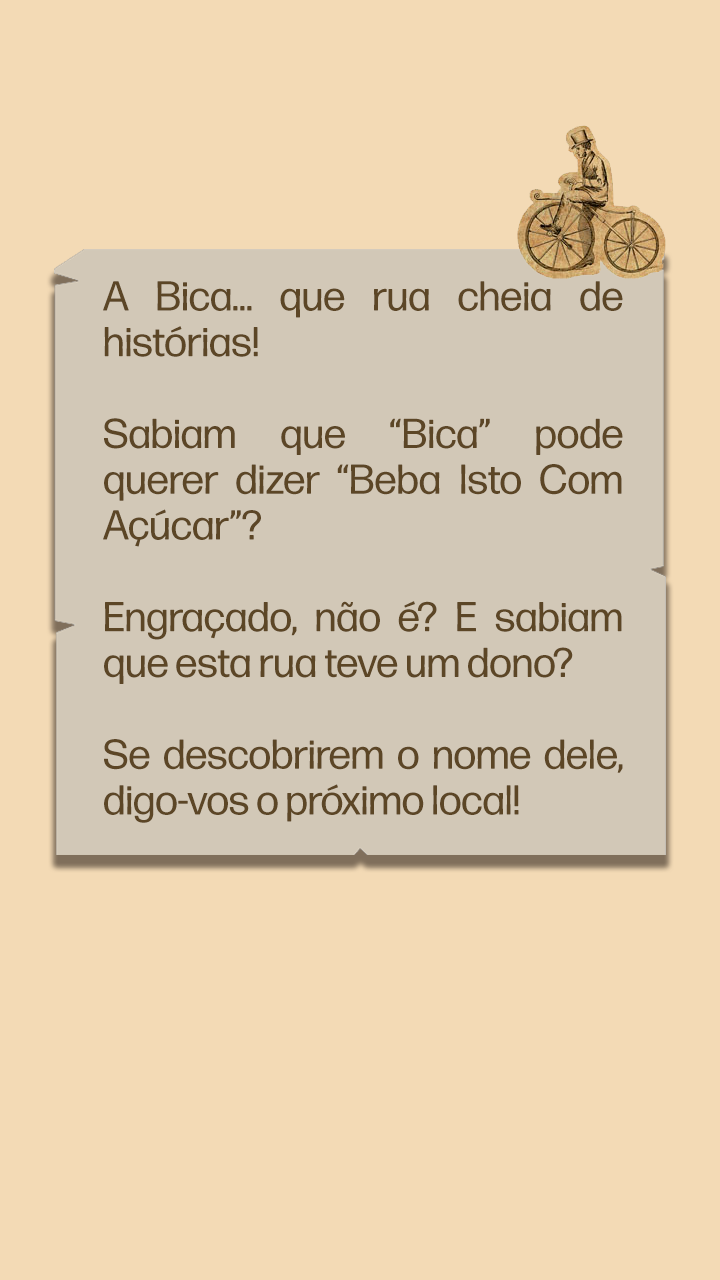 A Bica... que rua cheia de
histórias!
Sabiam que “Bica” pode
querer dizer “Beba Isto Com
Açúcar”?
Engraçado, não é? E sabiam
que esta rua teve um dono?
Se descobrirem o nome dele,
digo-vos o próximo local!